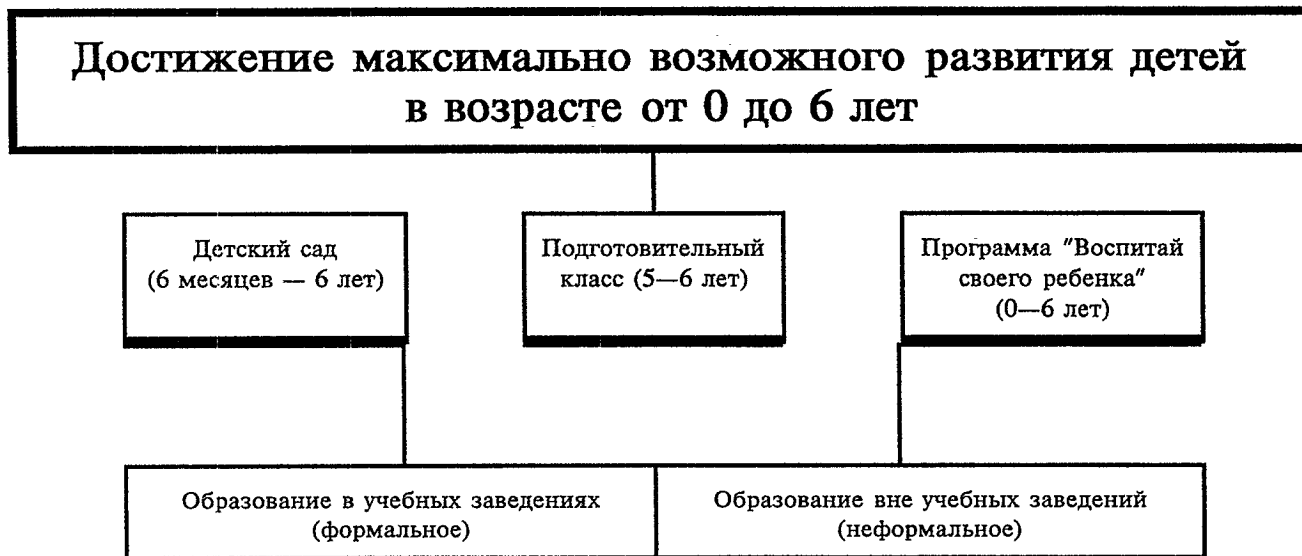 Достижение максимально возможного развития детей
в возрасте от 0 до 6 лет
Детский сад
(6 месяцев — 6 лет)
Подготовительный
класс (5—6 лет)
Программа "Воспитай
своего ребенка"
(0—6 лет)
Образование в учебных заведениях
(формальное)
Образование вне учебных заведений
(неформальное)